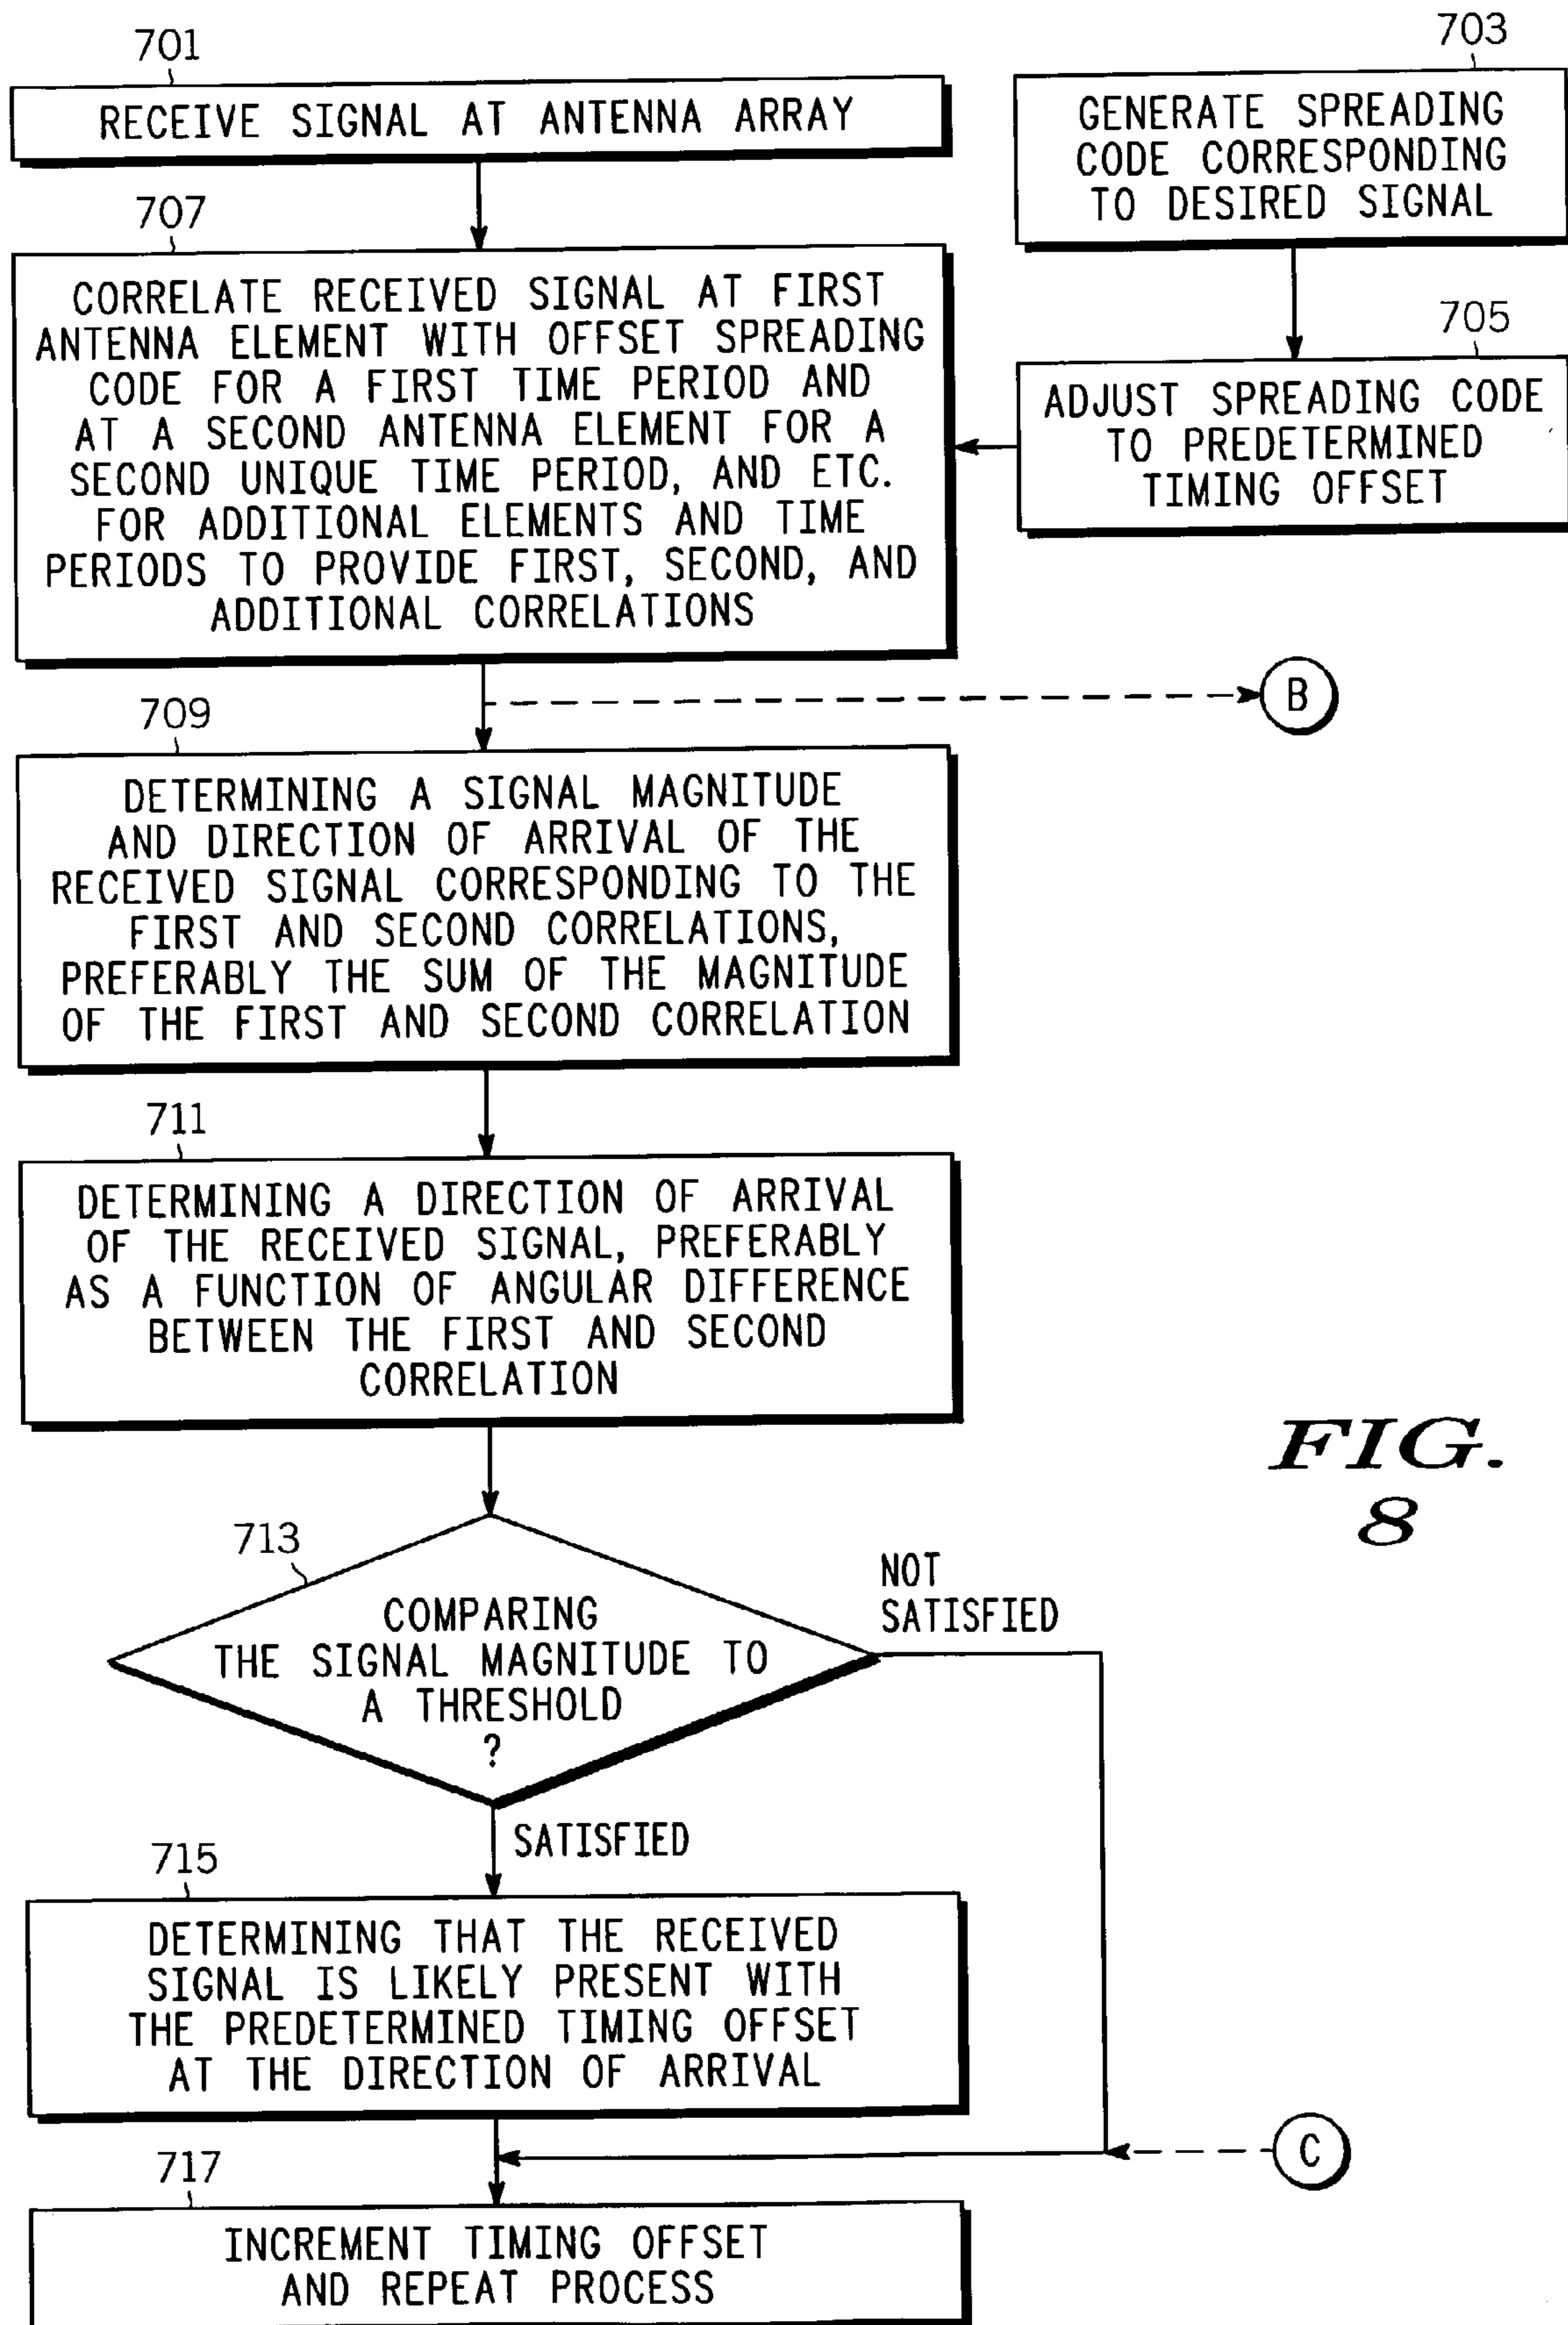 701
RECEIVE SIGNAL AT ANTENNA ARRAY
703
GENERATE SPREADING
CODE CORRESPONDING
TO DESIRED SIGNAL
707
CORRELATE RECEIVED SIGNAL AT FIRST
ANTENNA ELEMENT WITH OFFSET SPREADING
CODE FOR A FIRST TIME PERIOD AND
AT A SECOND ANTENNA ELEMENT FOR A
SECOND UNIQUE TIME PERIOD, AND ETC.
FOR ADDITIONAL ELEMENTS AND TIME
PERIODS TO PROVIDE FIRST, SECOND, AND
ADDITIONAL CORRELATIONS
705
ADJUST SPREADING CODE
TO PREDETERMINED
TIMING OFFSET
B
709
DETERMINING A SIGNAL MAGNITUDE
AND DIRECTION OF ARRIVAL OF THE
RECEIVED SIGNAL CORRESPONDING TO THE
FIRST AND SECOND CORRELATIONS,
PREFERABLY THE SUM OF THE MAGNITUDE
OF THE FIRST AND SECOND CORRELATION
711
DETERMINING A DIRECTION OF ARRIVAL
OF THE RECEIVED SIGNAL, PREFERABLY
AS A FUNCTION OF ANGULAR DIFFERENCE
BETWEEN THE FIRST AND SECOND
CORRELATION
FIG.
8
713
COMPARING
THE SIGNAL MAGNITUDE TO
A THRESHOLD
?
NOT
SATISFIED
SATISFIED
715
DETERMINING THAT THE RECEIVED
SIGNAL IS LIKELY PRESENT WITH
THE PREDETERMINED TIMING OFFSET
AT THE DIRECTION OF ARRIVAL
C
717
INCREMENT TIMING OFFSET
AND REPEAT PROCESS